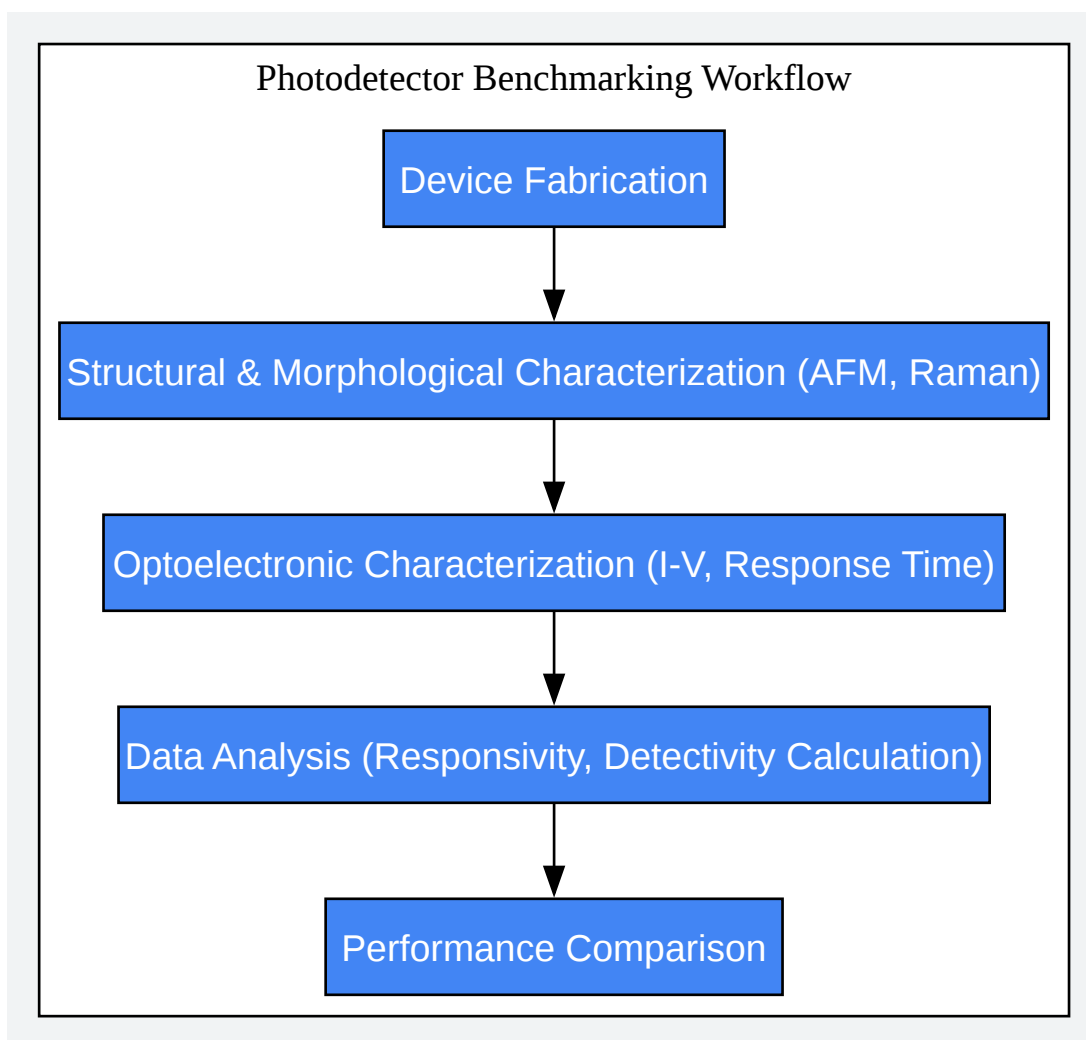 Photodetector Benchmarking Workflow
Device Fabrication
Structural & Morphological Characterization (AFM, Raman)
Optoelectronic Characterization (I-V, Response Time)
Data Analysis (Responsivity, Detectivity Calculation)
Performance Comparison